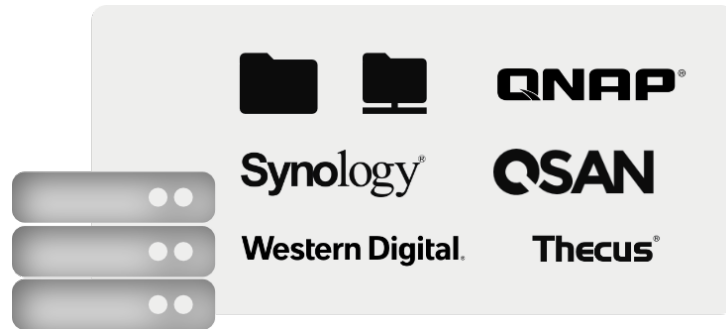 QNAP®
Synology®
QSAN
Western Digital.
Thecus®